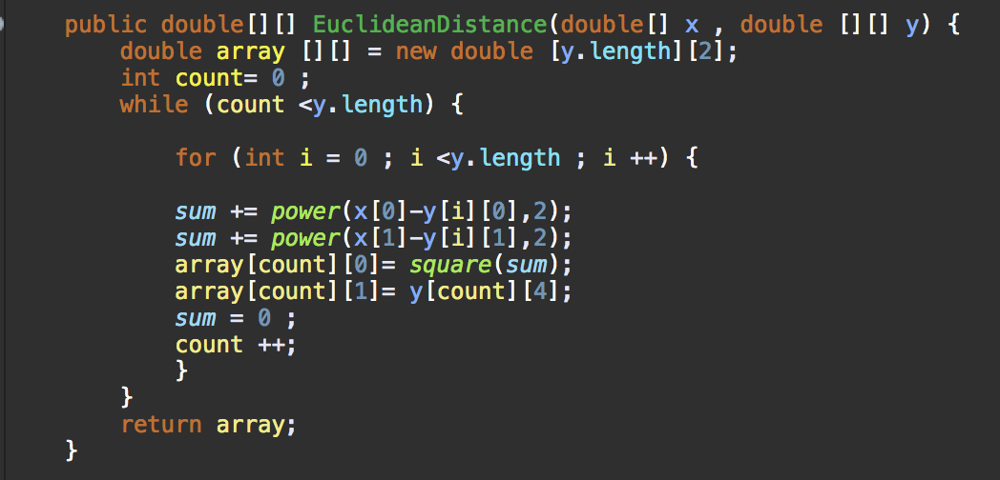 public double[][] EuclideanDistance(double[] x , double [][] y) {
double array [][] = new double [y.length][2];
int count= 0 ;
while (count <y.length) {
for (int i = 0 ; i <y.length ; i ++) {
sum += power(x[0]-y[i][0],2);
sum += power(x[1]-y[i][1],2);
array[count][0]= square(sum);
array[count][1]= y[count][4];
sum = 0 ;
count ++;
}
}
return array;
}